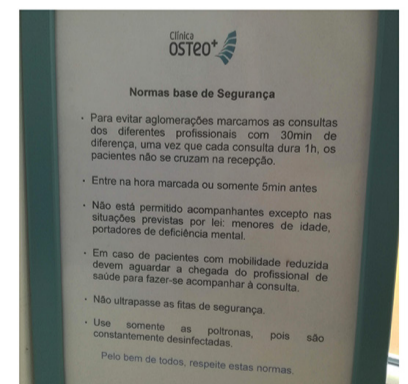 Clínica
OSTEO+
Normas base de Segurança
· Para evitar aglomerações marcamos as consultas
dos diferentes profissionais com 30min de
diferença, uma vez que cada consulta dura 1h, os
pacientes não se cruzam na recepção.
· Entre na hora marcada ou somente 5min antes
· Não está permitido acompanhantes excepto nas
situações previstas por lei: menores de idade,
portadores de deficiência mental.
· Em caso de pacientes com mobilidade reduzida
devem aguardar a chegada do profissional de
saúde para fazer-se acompanhar à consulta.
· Não ultrapasse as fitas de segurança.
· Use somente as poltronas, pois são
constantemente desinfectadas.
Pelo bem de todos, respeite estas normas.